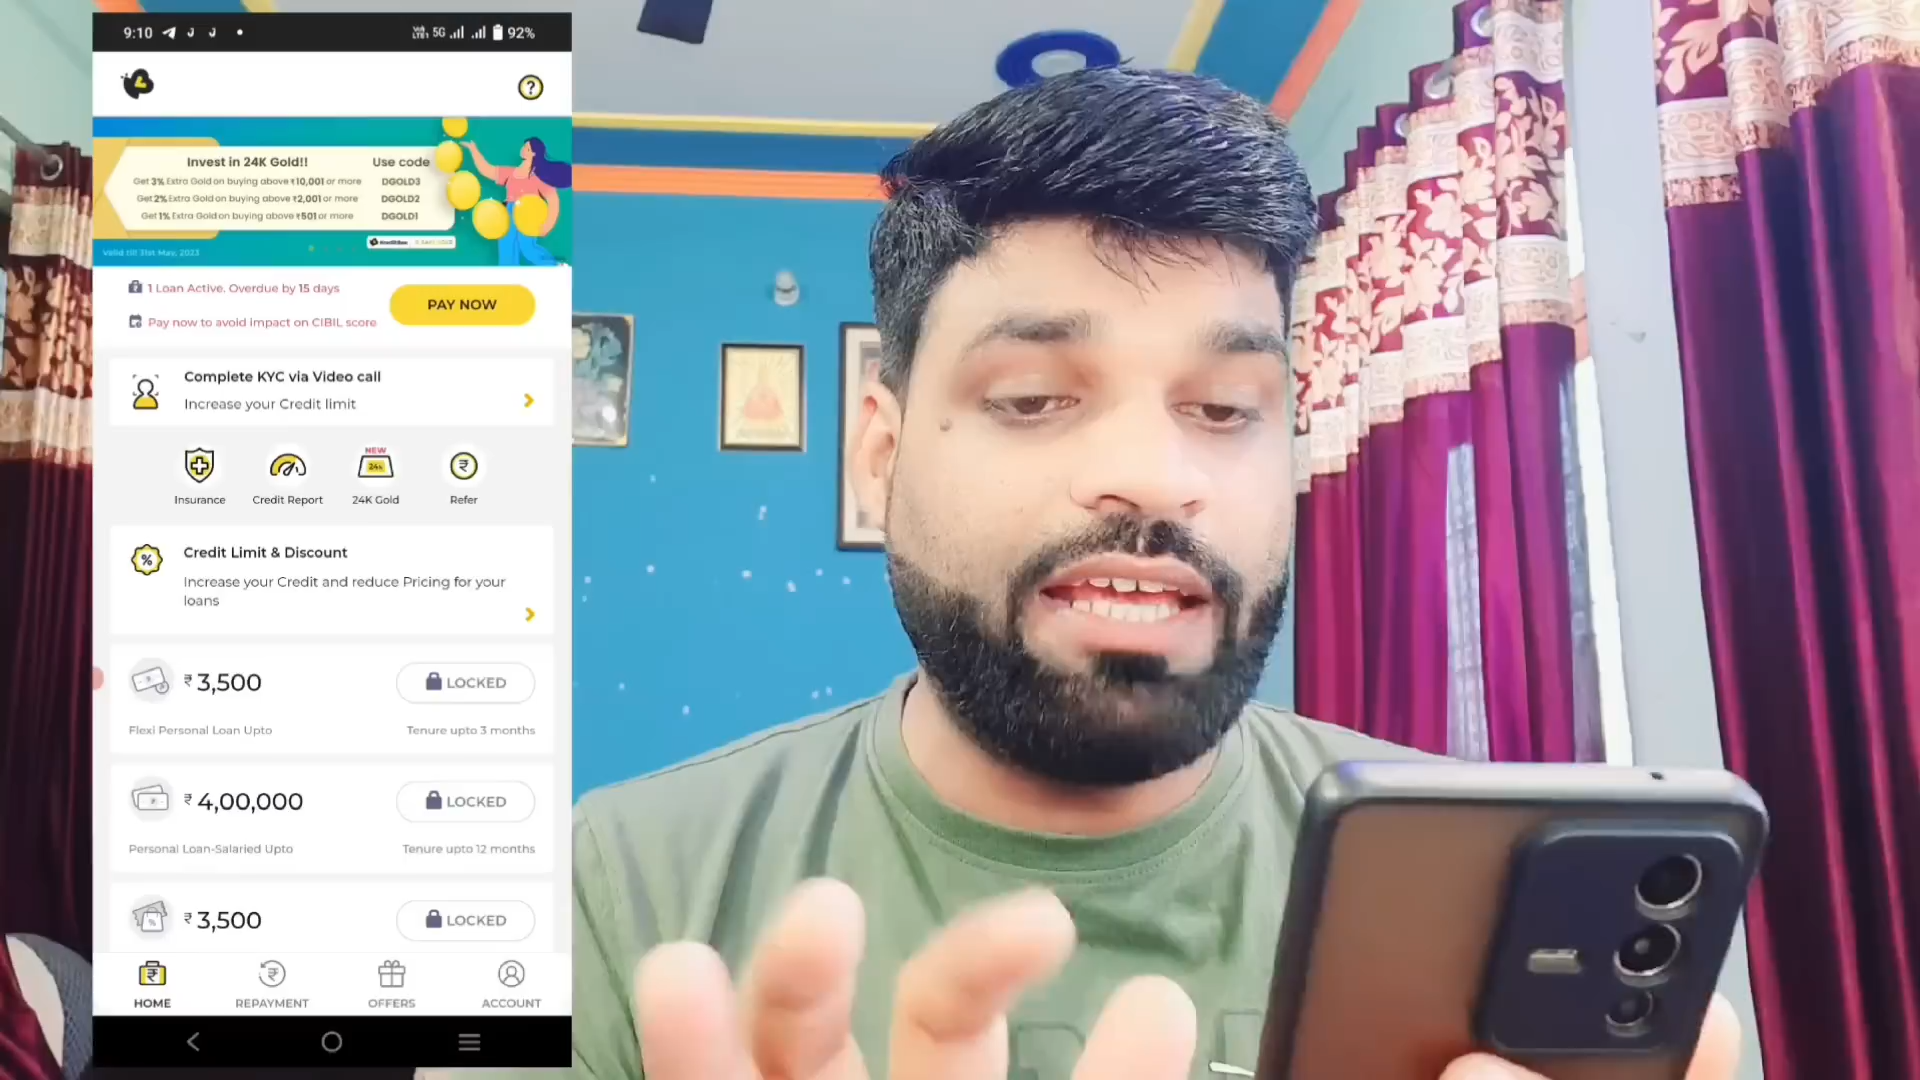 9:10
5G
92%
Invest in 24K Gold!!
Use code
Get 3% Extra Gold on buying above ₹10,001 or more
DGOLD3
Get 2% Extra Gold on buying above ₹2,001 or more
DGOLD2
Get 1% Extra Gold on buying above ₹501 or more
DGOLD1
Valid till 31st May, 2023
1 Loan Active. Overdue by 15 days
PAY NOW
Pay now to avoid impact on CIBIL score
Complete KYC via Video call
Increase your Credit limit
NEW
Insurance
Credit Report
24K Gold
Refer
Credit Limit & Discount
Increase your Credit and reduce Pricing for your
loans
₹ 3,500
LOCKED
Flexi Personal Loan Upto
Tenure upto 3 months
₹ 4,00,000
LOCKED
Personal Loan-Salaried Upto
Tenure upto 12 months
₹ 3,500
LOCKED
HOME
REPAYMENT
OFFERS
ACCOUNT